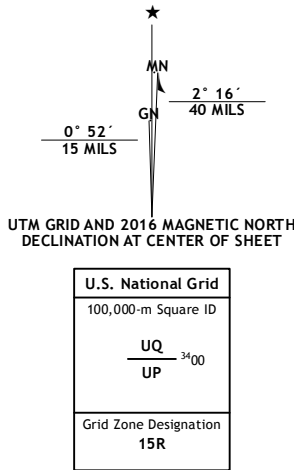 ★
MN
GN
2° 16´
40 MILS
0° 52´
15 MILS
UTM GRID AND 2016 MAGNETIC NORTH
DECLINATION AT CENTER OF SHEET
U.S. National Grid
100,000-m Square ID
UQ
3400
UP
Grid Zone Designation
15R